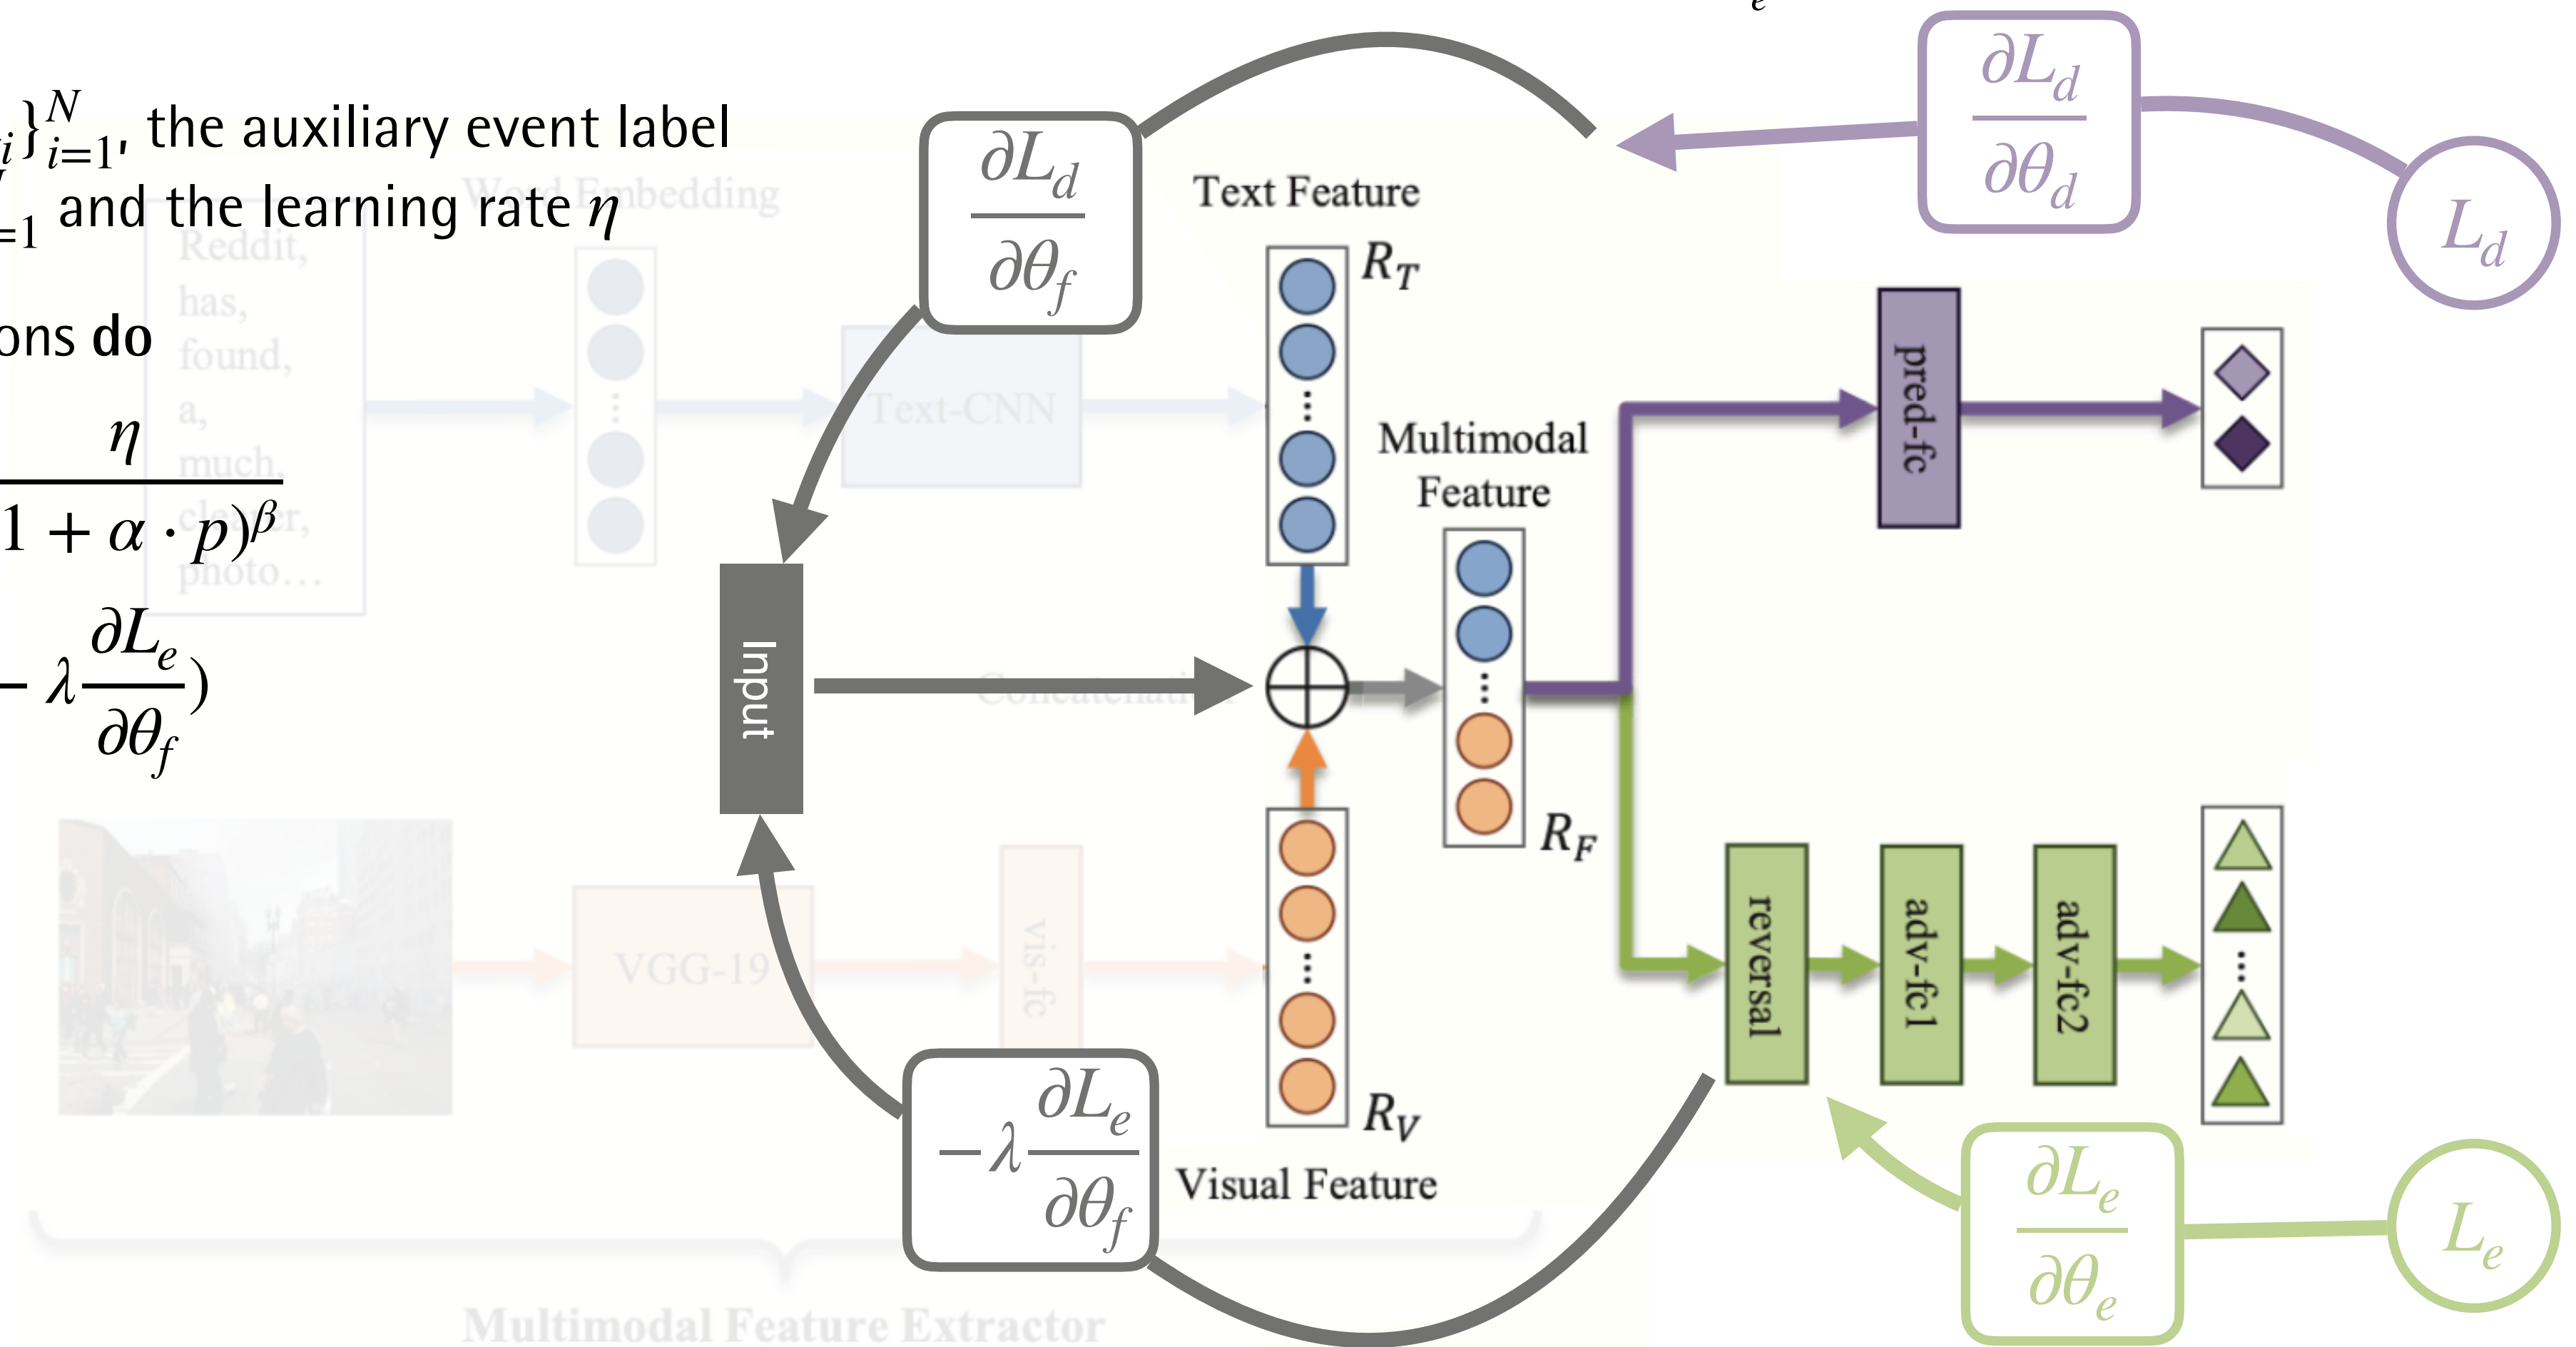 e
i}_{i=1}^{N}, the auxiliary event label
=1 and the learning rate η
ons do
η
1 + α · p)^β
− λ ∂L_e
∂θ_f )
Word Embedding
Reddit,
has,
found,
a,
much,
clearer,
photo…
Text-CNN
∂L_d
∂θ_f
Text Feature
R_T
Multimodal
Feature
R_F
Input
VGG-19
vis-fc
R_V
Visual Feature
−λ ∂L_e
∂θ_f
Multimodal Feature Extractor
pred-fc
∂L_d
∂θ_d
L_d
reversal
adv-fc1
adv-fc2
∂L_e
∂θ_e
L_e